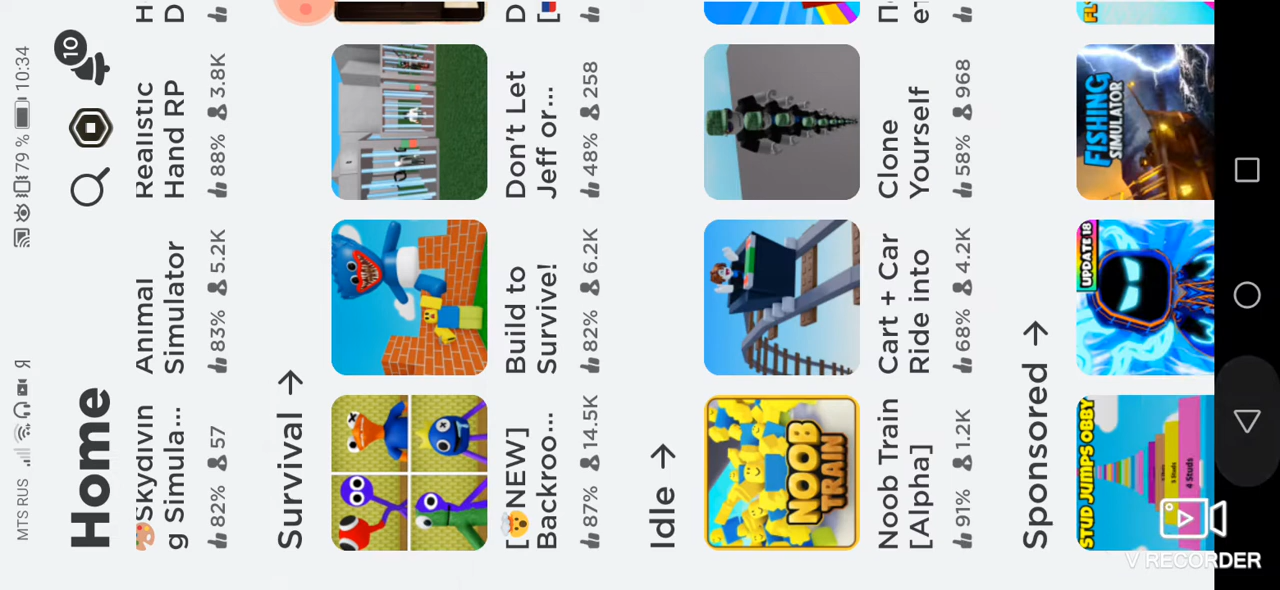 MTS RUS Я 79 % 10:34
Home 10
🎨Skydivin
g Simula...
82% 57
Animal
Simulator
83% 5.2K
Realistic
Hand RP
88% 3.8K
H
D
Survival →
[🤯NEW]
Backroo...
87% 14.5K
Build to
Survive!
82% 6.2K
Don't Let
Jeff or...
48% 258
D
Idle →
NOOB
TRAIN
Noob Train
[Alpha]
91% 1.2K
Cart + Car
Ride into
68% 4.2K
Clone
Yourself
58% 968
Sponsored →
STUD JUMPS OBBY
4 Studs
UPDATE 18
FISHING
SIMULATOR
FL
V RECORDER